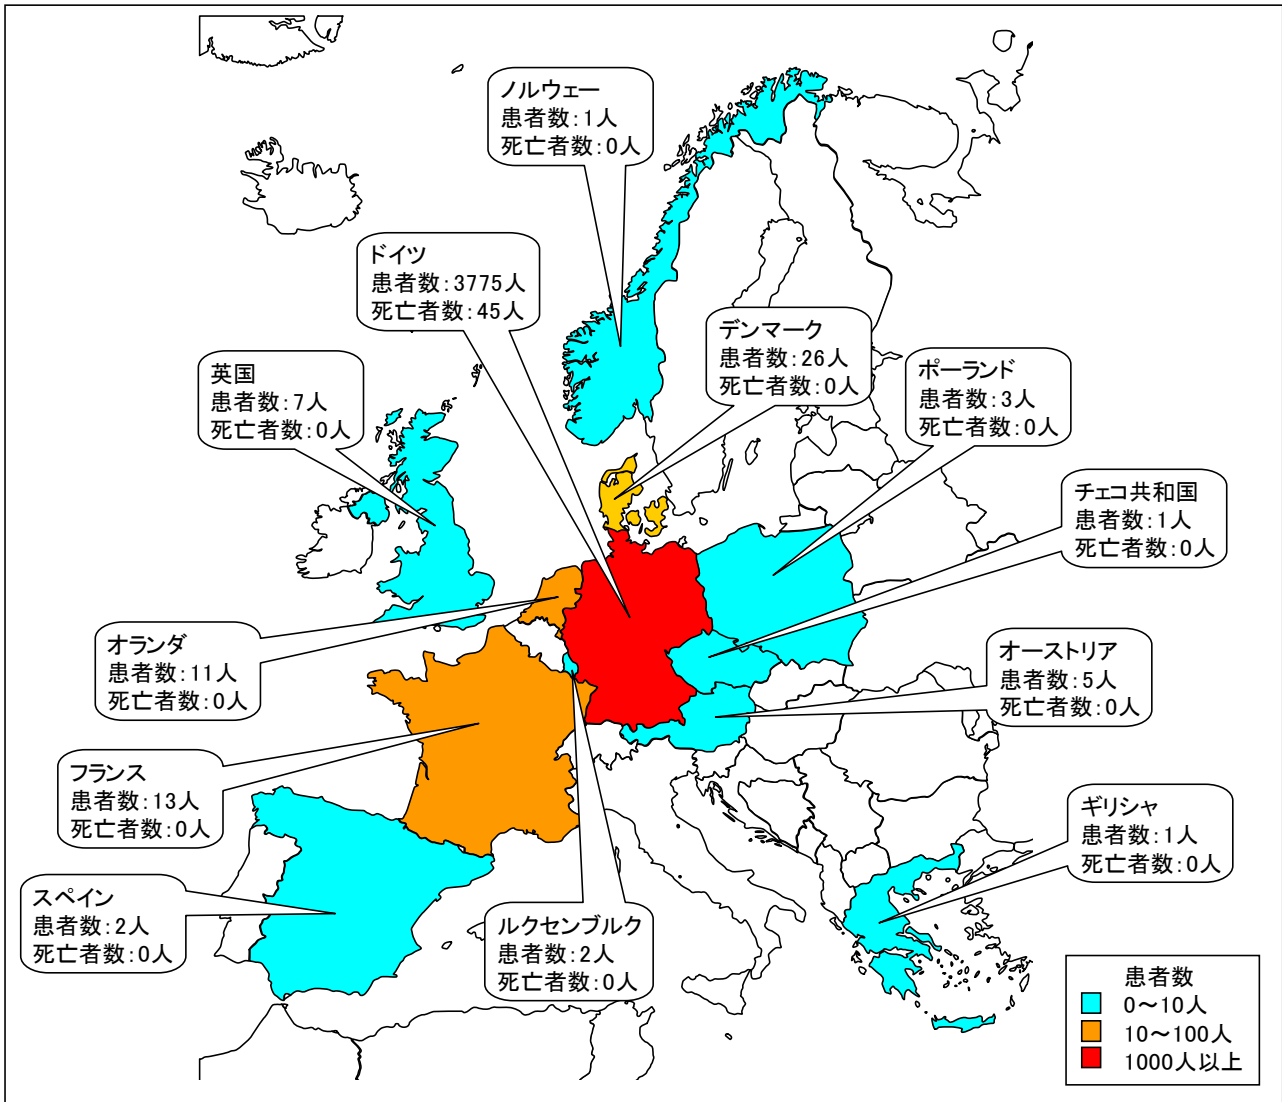 ノルウェー
患者数:1人
死亡者数:0人
ドイツ
患者数:3775人
死亡者数:45人
デンマーク
患者数:26人
死亡者数:0人
英国
患者数:7人
死亡者数:0人
ポーランド
患者数:3人
死亡者数:0人
チェコ共和国
患者数:1人
死亡者数:0人
オランダ
患者数:11人
死亡者数:0人
オーストリア
患者数:5人
死亡者数:0人
フランス
患者数:13人
死亡者数:0人
ギリシャ
患者数:1人
死亡者数:0人
スペイン
患者数:2人
死亡者数:0人
ルクセンブルク
患者数:2人
死亡者数:0人
患者数
0～10人
10～100人
1000人以上